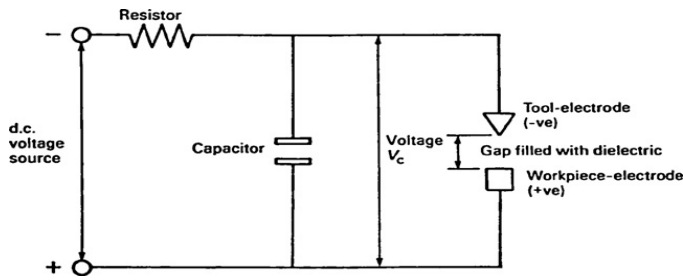 Resistor
−
d.c.
voltage
source
Capacitor
Voltage
Vc
Tool-electrode
(-ve)
Gap filled with dielectric
Workpiece-electrode
(+ve)
+